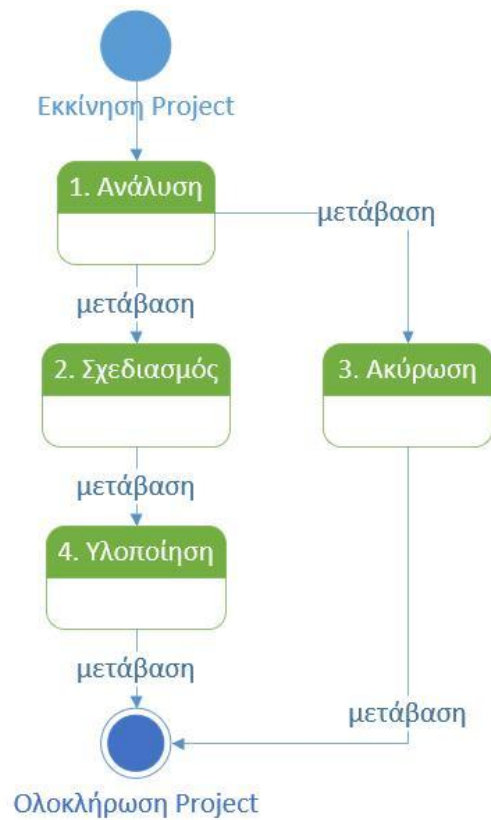 Εκκίνηση Project
1. Ανάλυση
μετάβαση
μετάβαση
2. Σχεδιασμός
3. Ακύρωση
μετάβαση
4. Υλοποίηση
μετάβαση
μετάβαση
Ολοκλήρωση Project